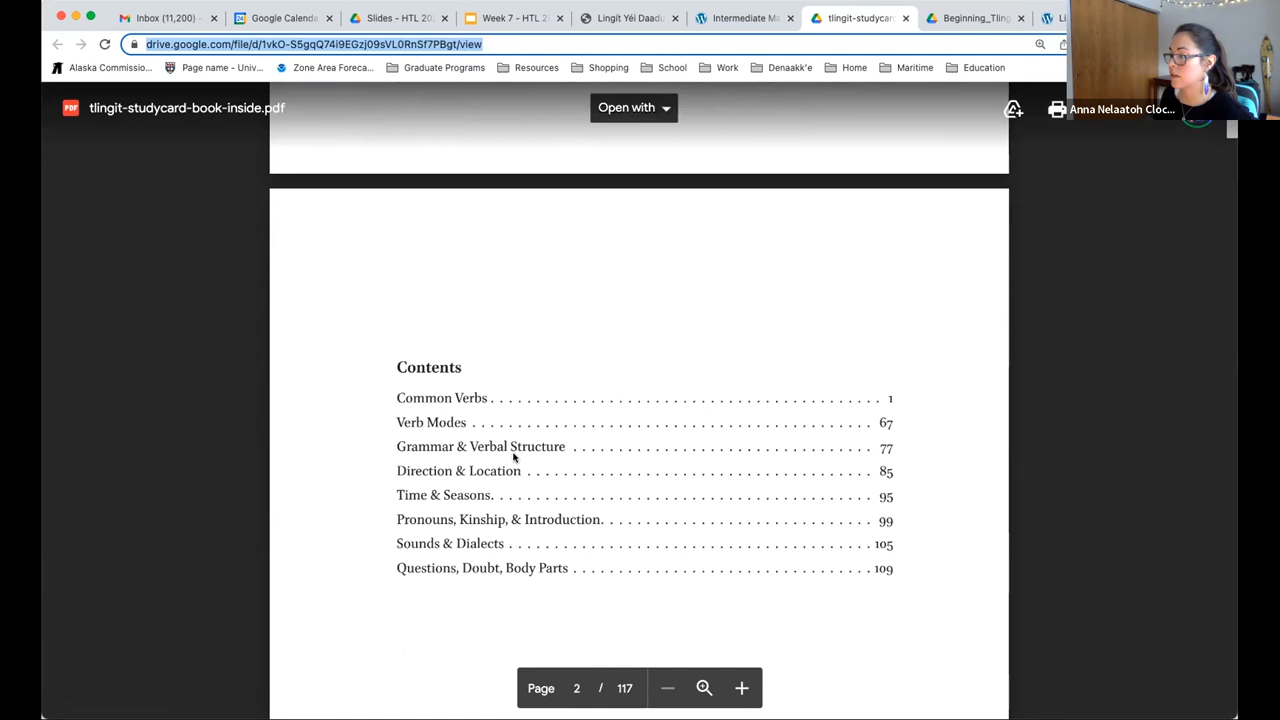 Inbox (11,200)
Google Calenda
Slides - HTL 20
Week 7 - HTL 2
Lingít Yéi Daadu
Intermediate Ma
tlingit-studycar
Beginning_Tling
Li
drive.google.com/file/d/1vkO-S5gqQ74i9EGzj09sVL0RnSf7PBgt/view
Alaska Commissio...
Page name - Univ...
Zone Area Foreca...
Graduate Programs
Resources
Shopping
School
Work
Denaakk'e
Home
Maritime
Education
PDF
tlingit-studycard-book-inside.pdf
Open with
Anna Nelaatoh Cloc...
Contents
Common Verbs . . . . . . . . . . . . . . . . . . . . . . . . . . . . . . . . . . . . . . . . . . . . 1
Verb Modes . . . . . . . . . . . . . . . . . . . . . . . . . . . . . . . . . . . . . . . . . . . . . 67
Grammar & Verbal Structure . . . . . . . . . . . . . . . . . . . . . . . . . . . . . . . . . 77
Direction & Location . . . . . . . . . . . . . . . . . . . . . . . . . . . . . . . . . . . . . . . 85
Time & Seasons. . . . . . . . . . . . . . . . . . . . . . . . . . . . . . . . . . . . . . . . . . 95
Pronouns, Kinship, & Introduction. . . . . . . . . . . . . . . . . . . . . . . . . . . . . . 99
Sounds & Dialects . . . . . . . . . . . . . . . . . . . . . . . . . . . . . . . . . . . . . . . . 105
Questions, Doubt, Body Parts . . . . . . . . . . . . . . . . . . . . . . . . . . . . . . . . . 109
Page 2 / 117